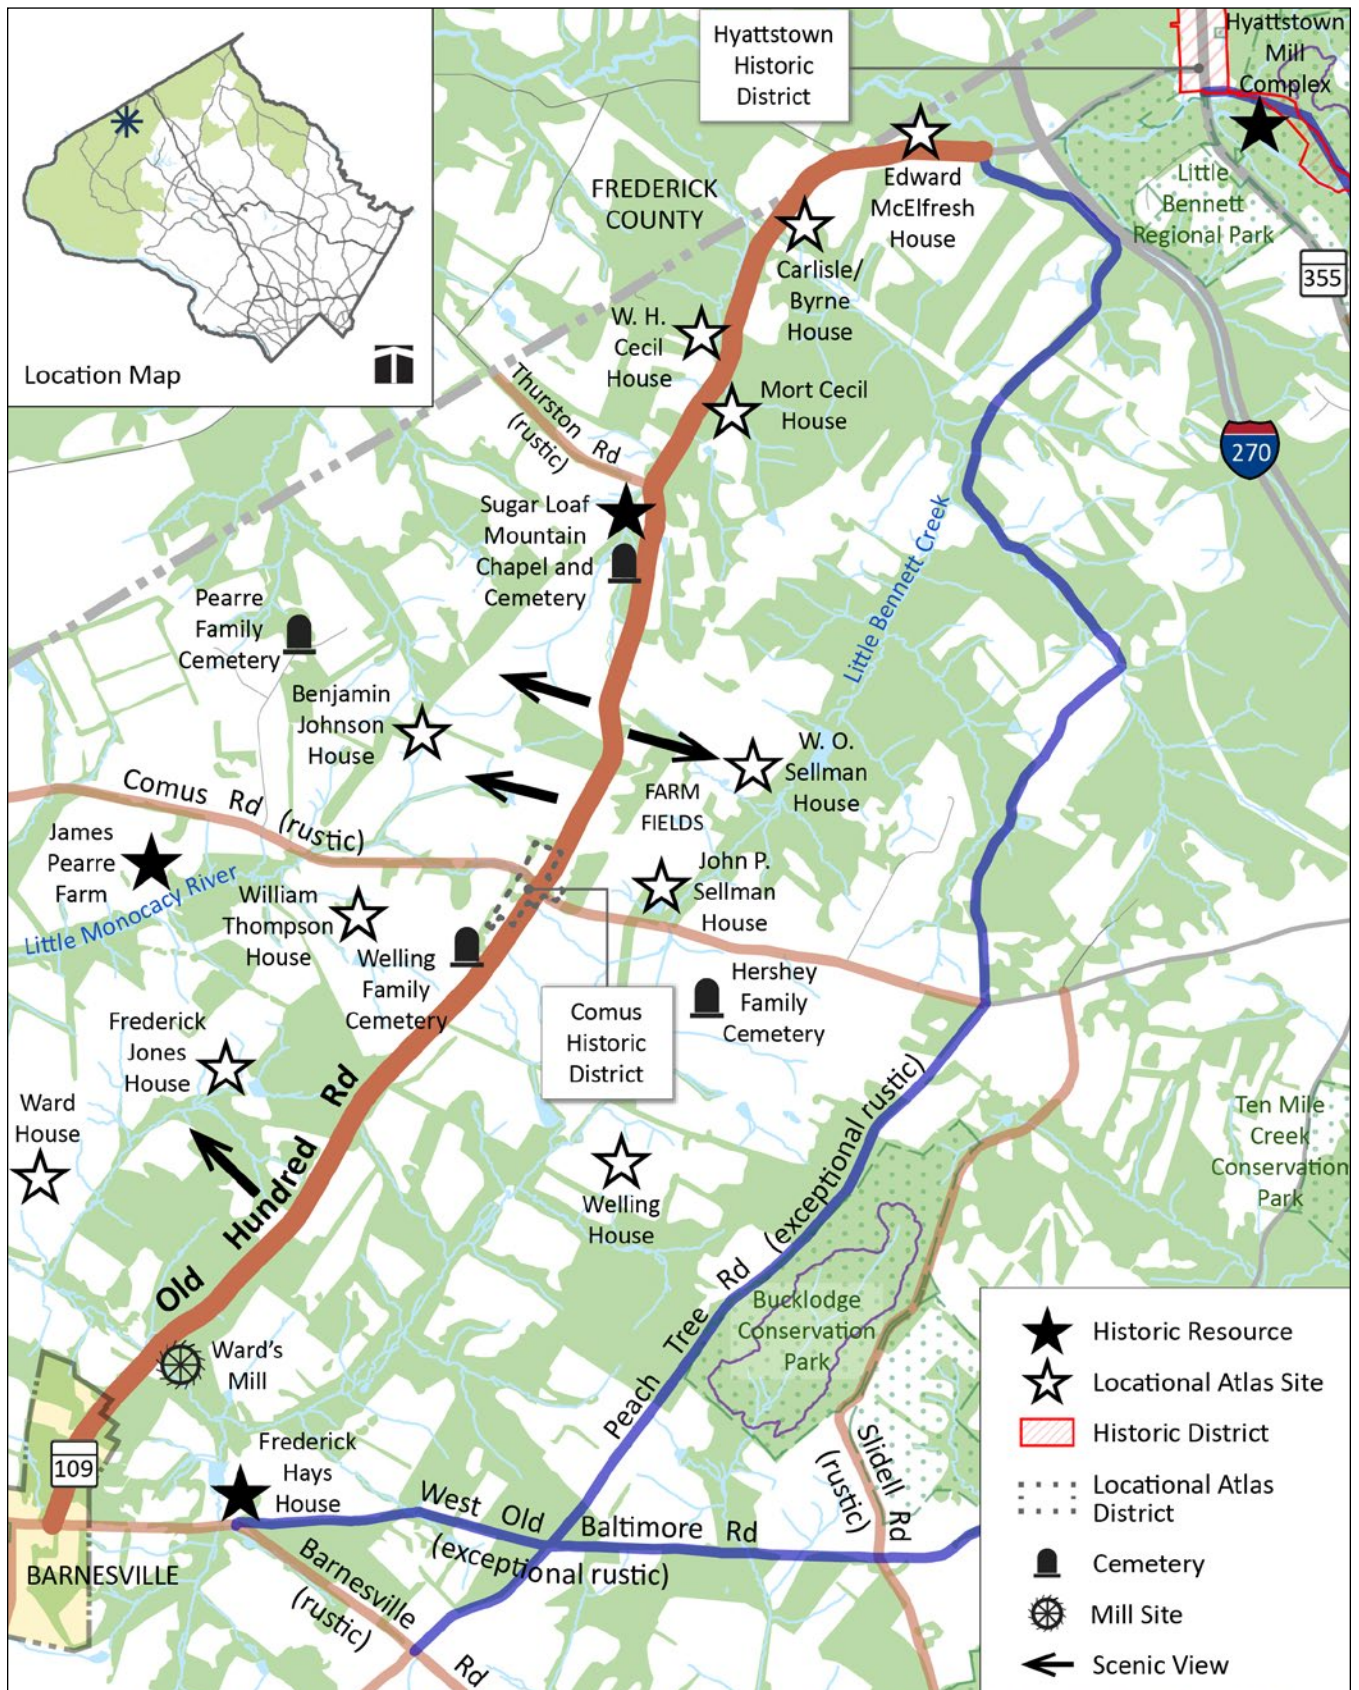 Location Map
Hyattstown
Historic
District
Hyattstown
Mill
Complex
Little
Bennett
Regional Park
355
270
FREDERICK
COUNTY
Edward
McElfresh
House
Carlisle/
Byrne
House
W. H.
Cecil
House
Mort Cecil
House
Thurston Rd
(rustic)
Sugar Loaf
Mountain
Chapel and
Cemetery
Little Bennett Creek
Pearre
Family
Cemetery
Benjamin
Johnson
House
W. O.
Sellman
House
FARM
FIELDS
Comus Rd (rustic)
James
Pearre
Farm
Little Monocacy River
William
Thompson
House
John P.
Sellman
House
Welling
Family
Cemetery
Hershey
Family
Cemetery
Comus
Historic
District
Frederick
Jones
House
Ward
House
Old Hundred Rd
Welling
House
Peach Tree Rd (exceptional rustic)
Ten Mile
Creek
Conservation
Park
Bucklodge
Conservation
Park
Ward's
Mill
109
Frederick
Hays
House
West Old Baltimore Rd
(exceptional rustic)
Slidell Rd
(rustic)
BARNESVILLE
Barnesville Rd
(rustic)
Historic Resource
Locational Atlas Site
Historic District
Locational Atlas
District
Cemetery
Mill Site
Scenic View